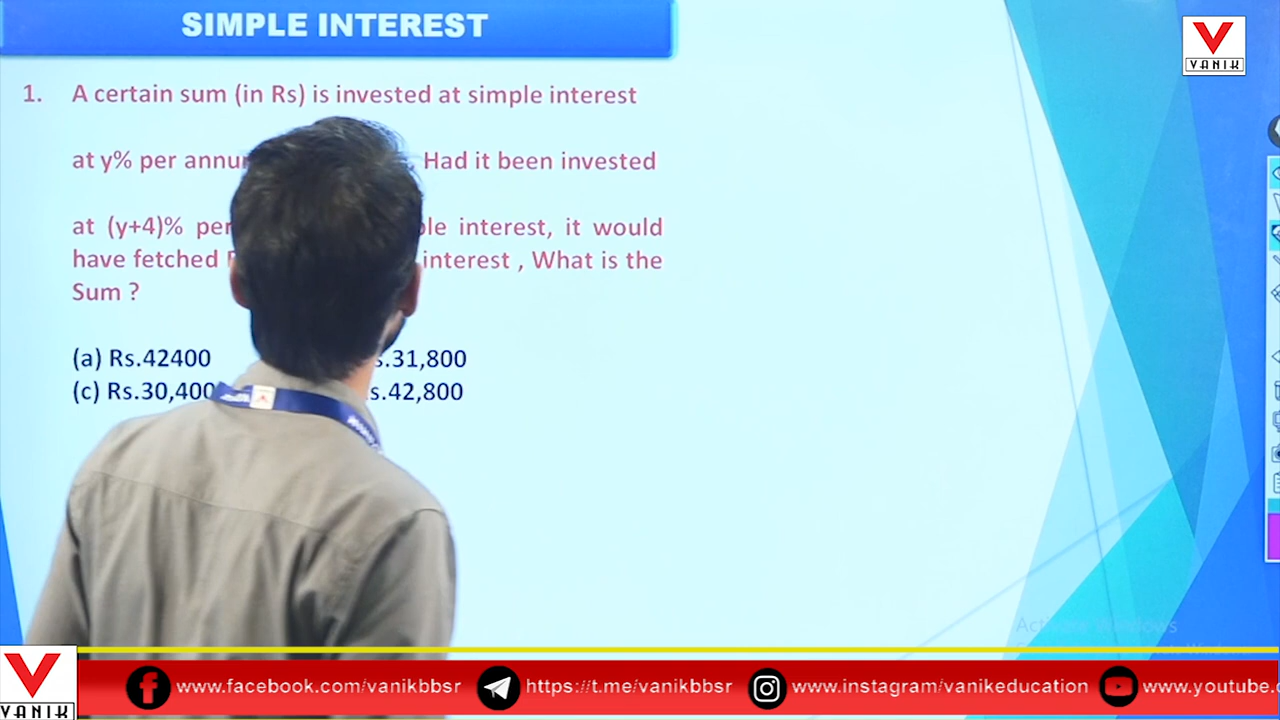 SIMPLE INTEREST
VANIK
1. A certain sum (in Rs) is invested at simple interest
at y% per . Had it been invested
at (y+4)% per interest, it would
have fetched interest , What is the
Sum ?
(a) Rs.42400 31,800
(c) Rs.30,400 42,800
Activate Windows
VANIK
www.facebook.com/vanikbbsr
https://t.me/vanikbbsr
www.instagram/vanikeducation
www.youtube.c